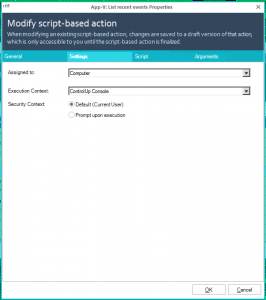 App-V: List recent events Properties
Modify script-based action
When modifying an existing script-based action, changes are saved to a draft version of that action,
which is only accessible to you until the script-based action is finalized.
General Settings Script Arguments
Assigned to: Computer
Execution Context: ControlUp Console
Security Context: Default (Current User)
Prompt upon execution
OK Cancel